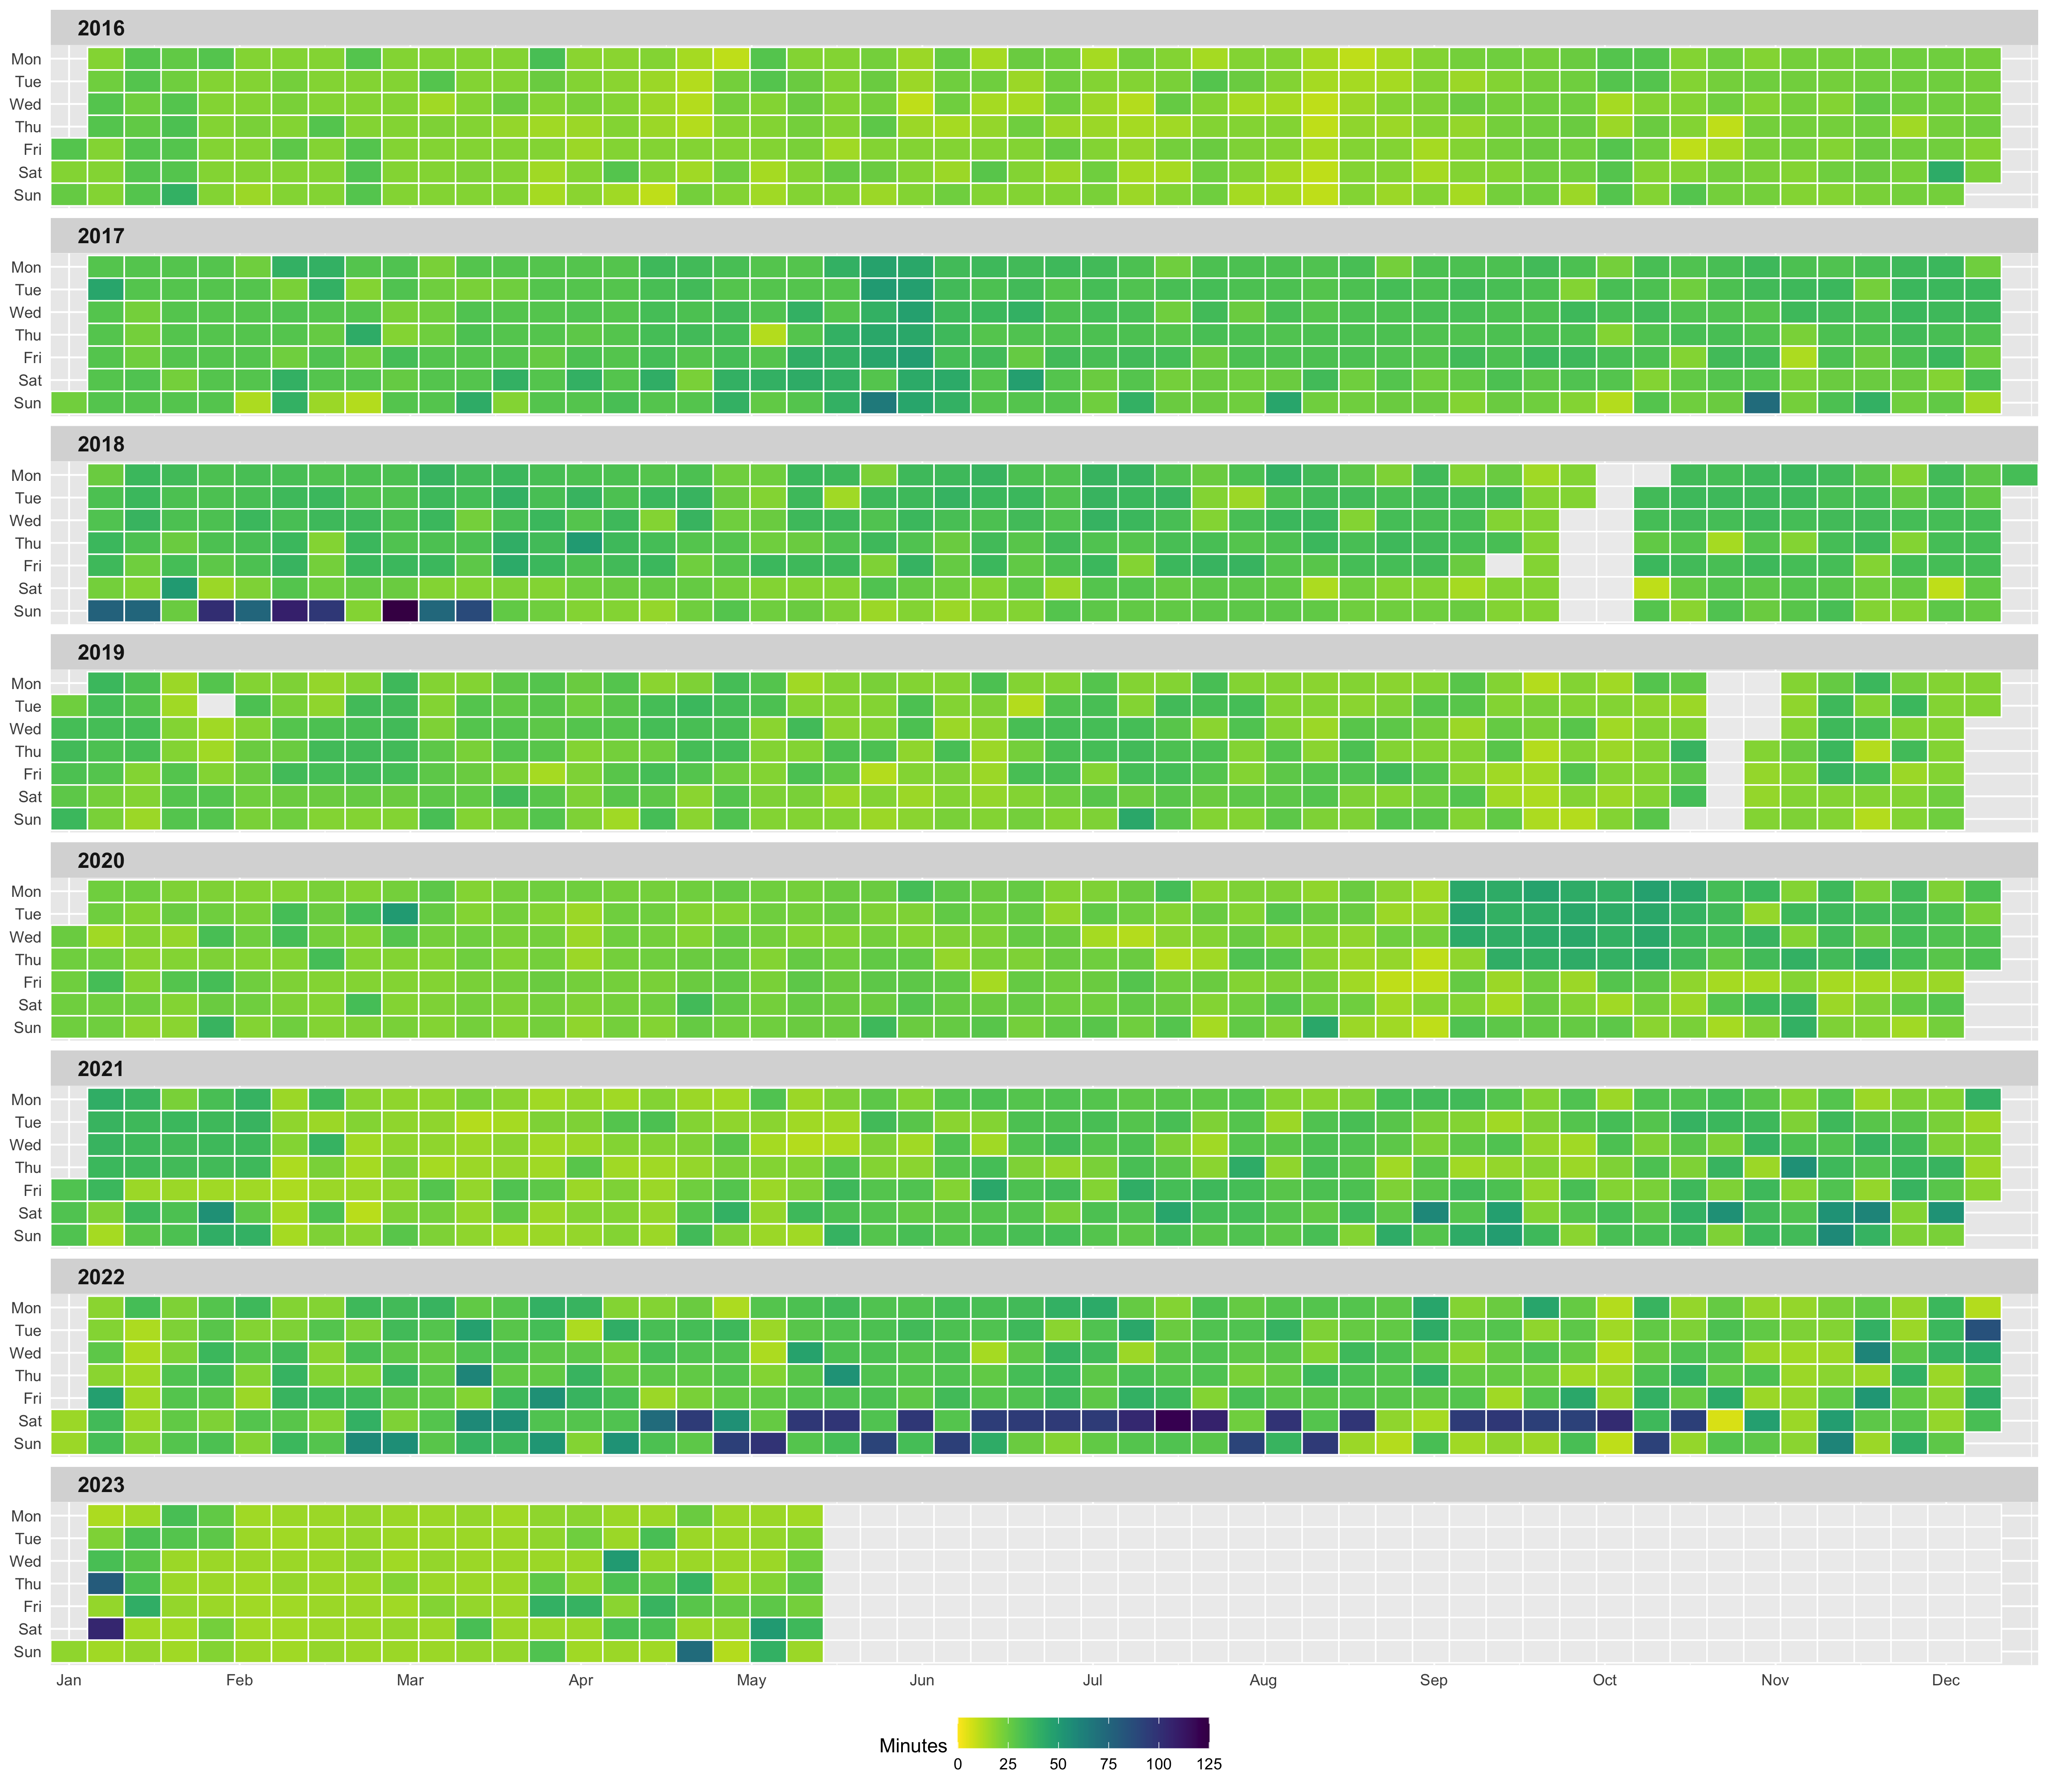 2016
Mon
Tue
Wed
Thu
Fri
Sat
Sun
2017
Mon
Tue
Wed
Thu
Fri
Sat
Sun
2018
Mon
Tue
Wed
Thu
Fri
Sat
Sun
2019
Mon
Tue
Wed
Thu
Fri
Sat
Sun
2020
Mon
Tue
Wed
Thu
Fri
Sat
Sun
2021
Mon
Tue
Wed
Thu
Fri
Sat
Sun
2022
Mon
Tue
Wed
Thu
Fri
Sat
Sun
2023
Mon
Tue
Wed
Thu
Fri
Sat
Sun
Jan Feb Mar Apr May Jun Jul Aug Sep Oct Nov Dec
Minutes
0 25 50 75 100 125